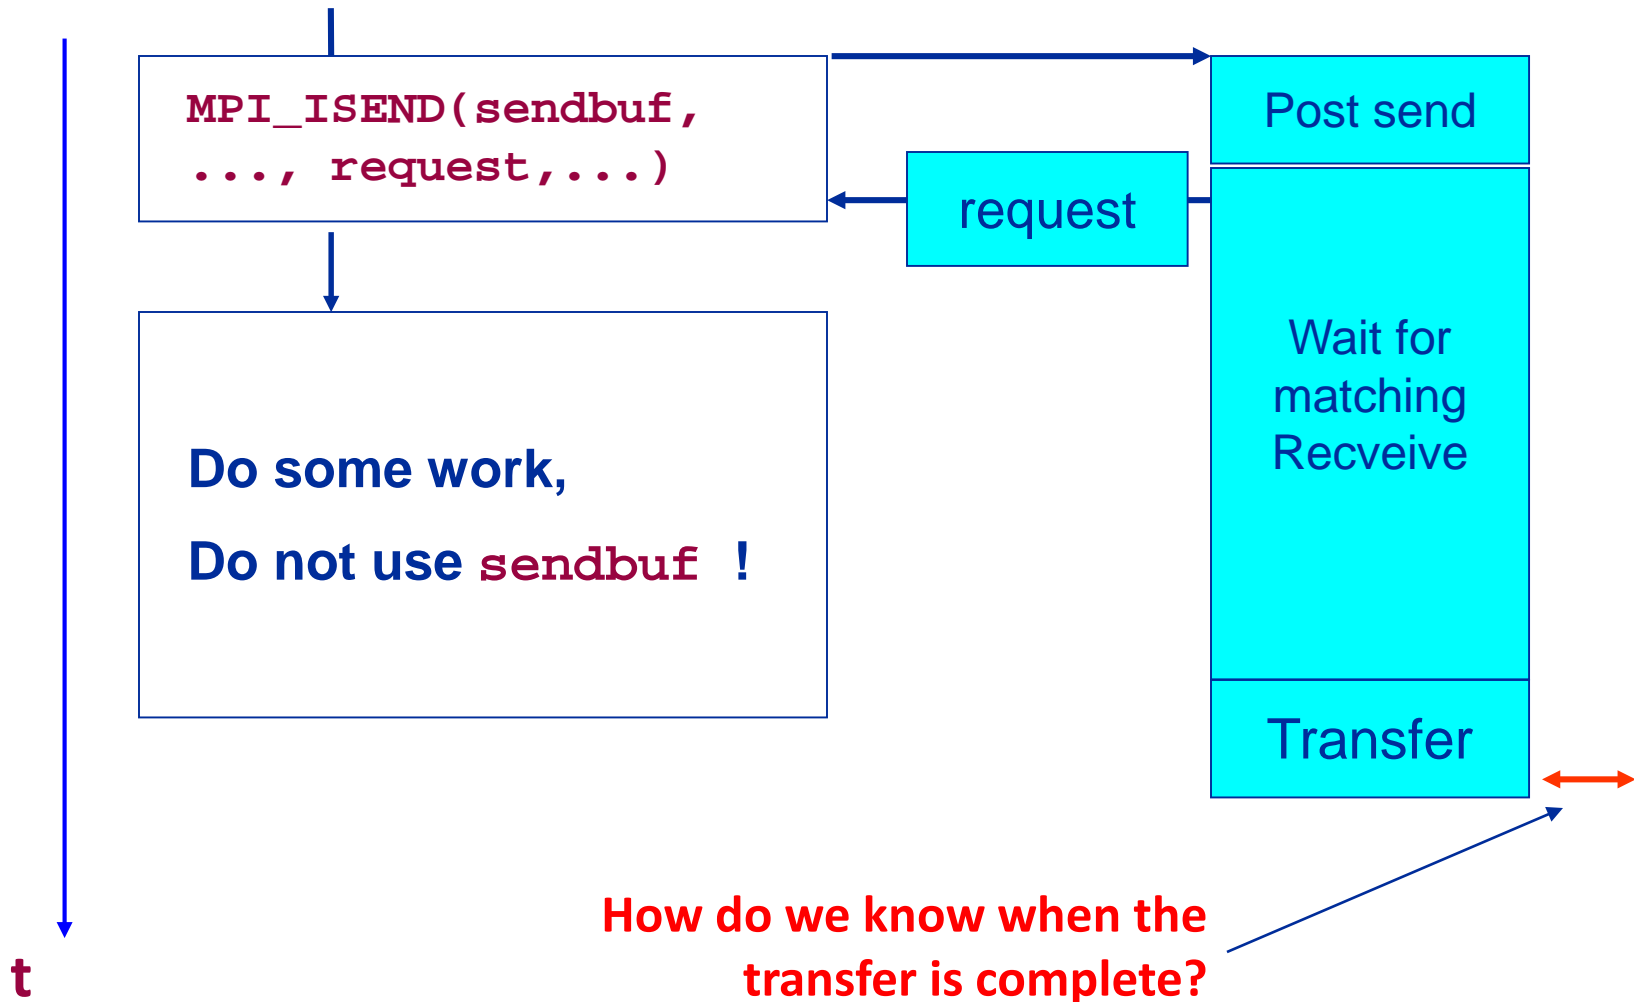 MPI_ISEND(sendbuf,
..., request,...)
Post send
request
Wait for
matching
Recveive
Do some work,
Do not use sendbuf !
Transfer
How do we know when the
transfer is complete?
t